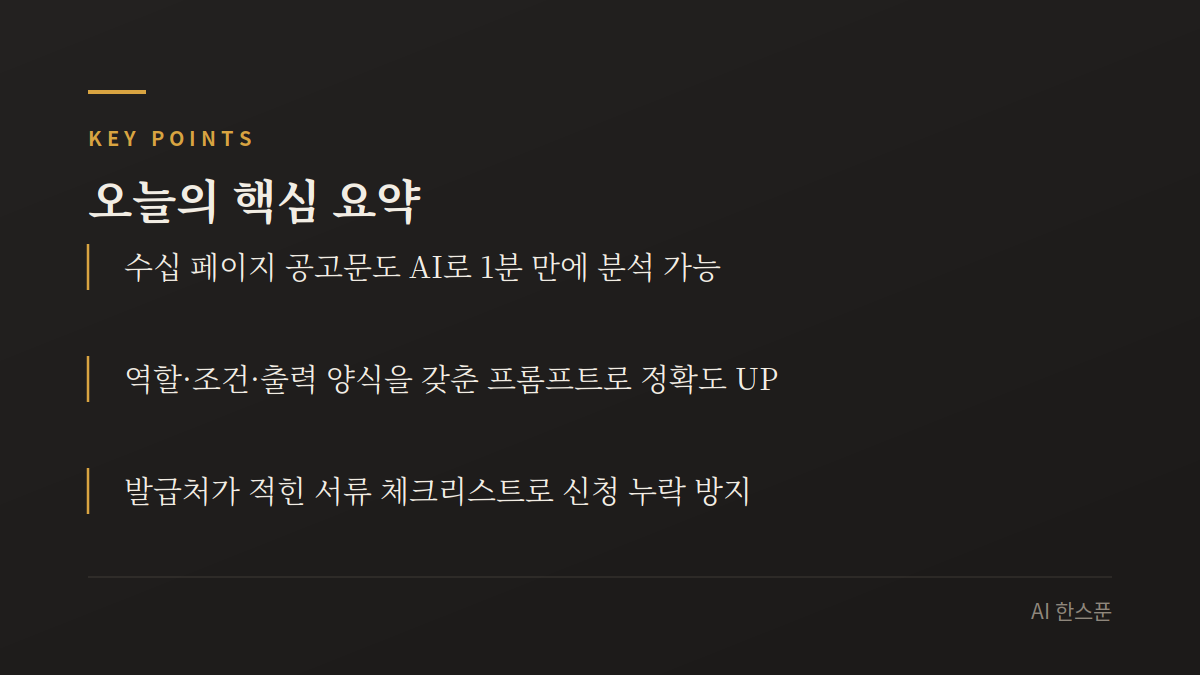 KEY POINTS
오늘의 핵심 요약
수십 페이지 공고문도 AI로 1분 만에 분석 가능
역할·조건·출력 양식을 갖춘 프롬프트로 정확도 UP
발급처가 적힌 서류 체크리스트로 신청 누락 방지
AI 한스푼